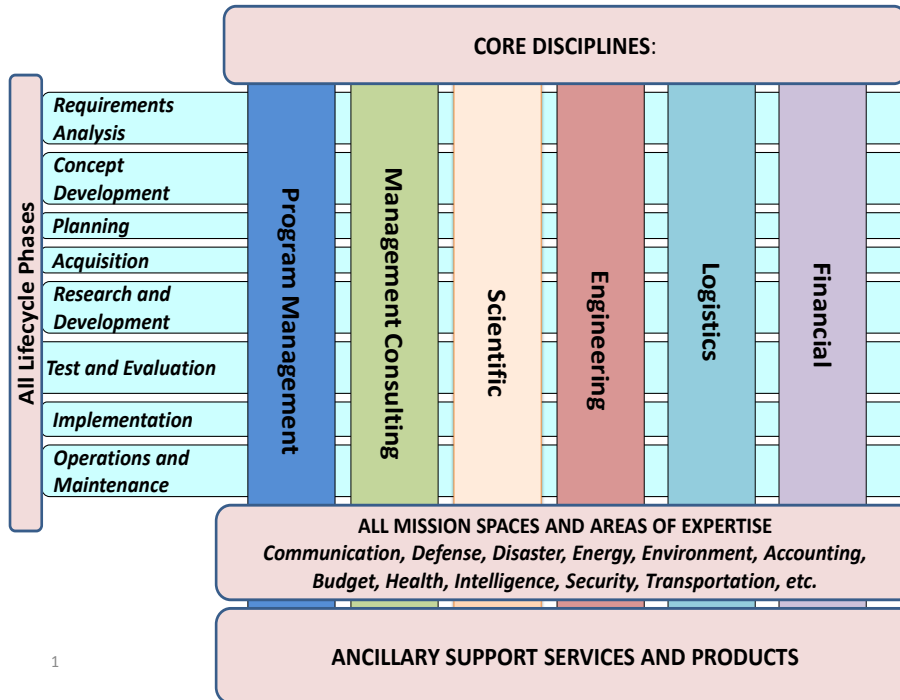 CORE DISCIPLINES:
All Lifecycle Phases
Requirements
Analysis
Concept
Development
Planning
Acquisition
Research and
Development
Test and Evaluation
Implementation
Operations and
Maintenance
Program Management
Management Consulting
Scientific
Engineering
Logistics
Financial
ALL MISSION SPACES AND AREAS OF EXPERTISE
Communication, Defense, Disaster, Energy, Environment, Accounting,
Budget, Health, Intelligence, Security, Transportation, etc.
ANCILLARY SUPPORT SERVICES AND PRODUCTS
1